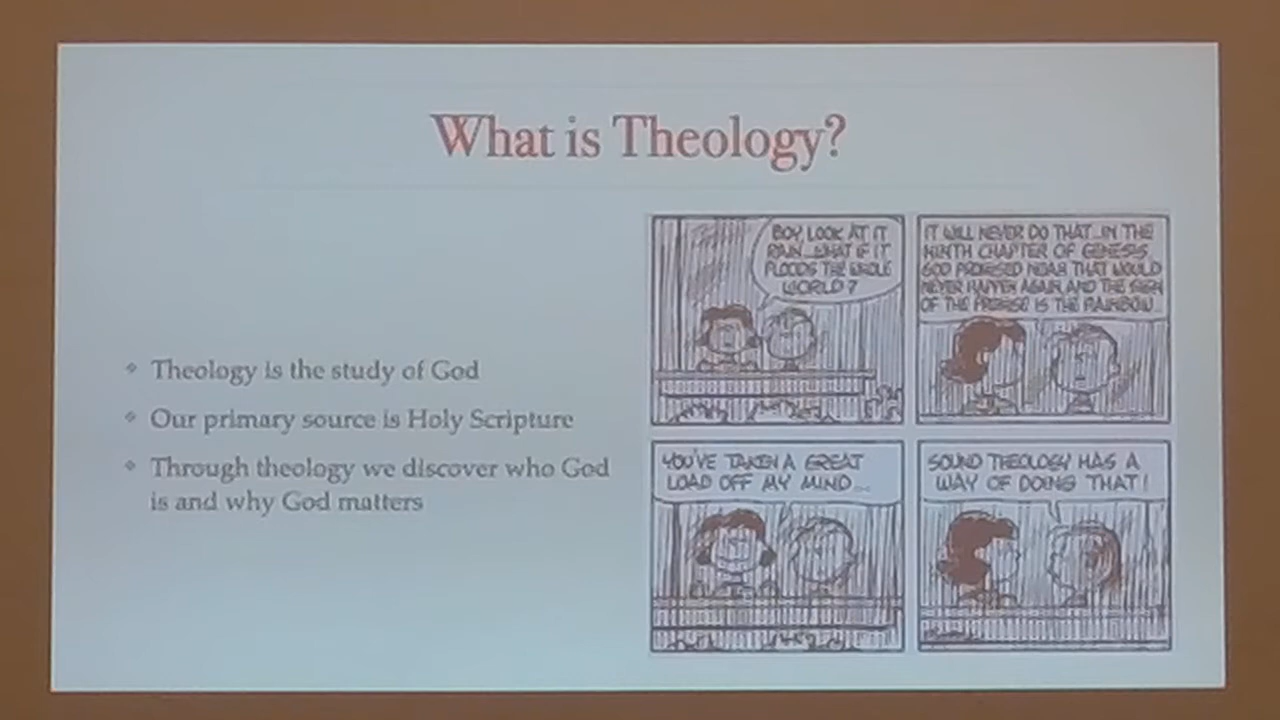 What is Theology?
Theology is the study of God
Our primary source is Holy Scripture
Through theology we discover who God
is and why God matters
BOY, LOOK AT IT
RAIN...WHAT IF IT
FLOODS THE WHOLE
WORLD?
IT WILL NEVER DO THAT...IN THE
NINTH CHAPTER OF GENESIS,
GOD PROMISED NOAH THAT WOULD
NEVER HAPPEN AGAIN, AND THE SIGN
OF THE PROMISE IS THE RAINBOW...
YOU'VE TAKEN A GREAT
LOAD OFF MY MIND...
SOUND THEOLOGY HAS A
WAY OF DOING THAT!